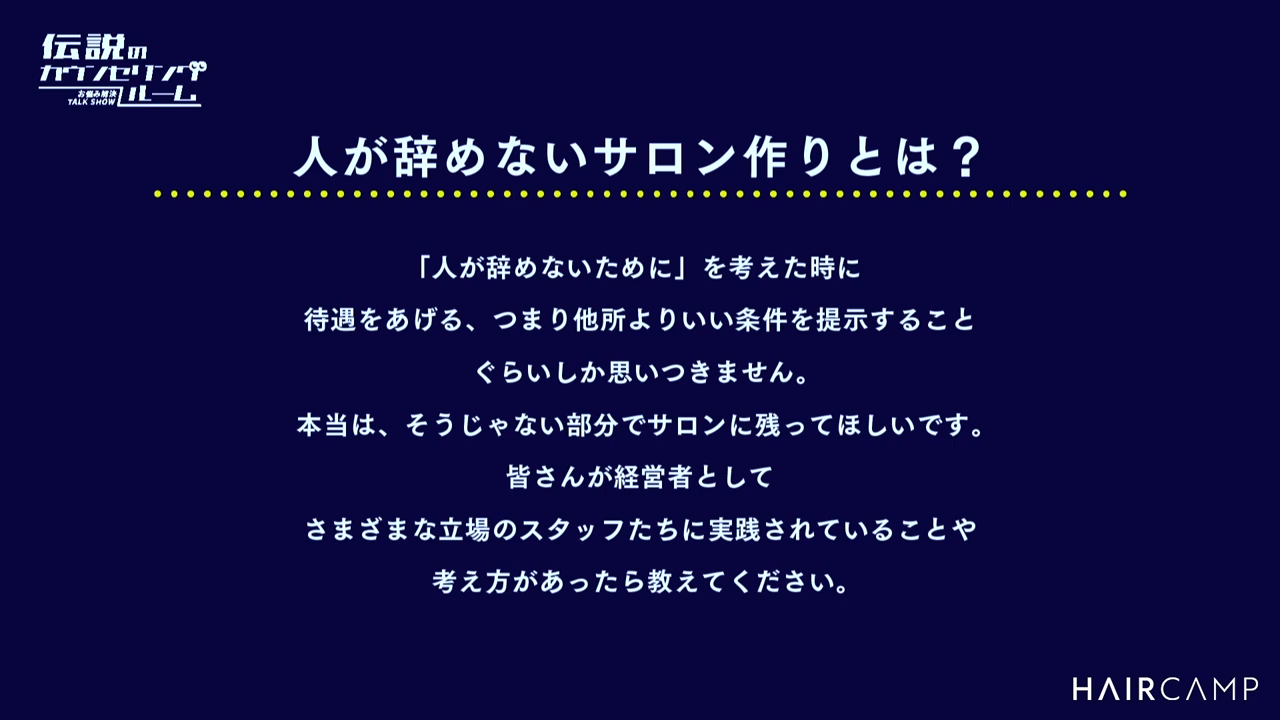 伝説の
カウンセリング
お悩み解決
TALK SHOW
ルーム
人が辞めないサロン作りとは？
「人が辞めないために」を考えた時に
待遇をあげる、つまり他所よりいい条件を提示すること
ぐらいしか思いつきません。
本当は、そうじゃない部分でサロンに残ってほしいです。
皆さんが経営者として
さまざまな立場のスタッフたちに実践されていることや
考え方があったら教えてください。
HAIRCAMP